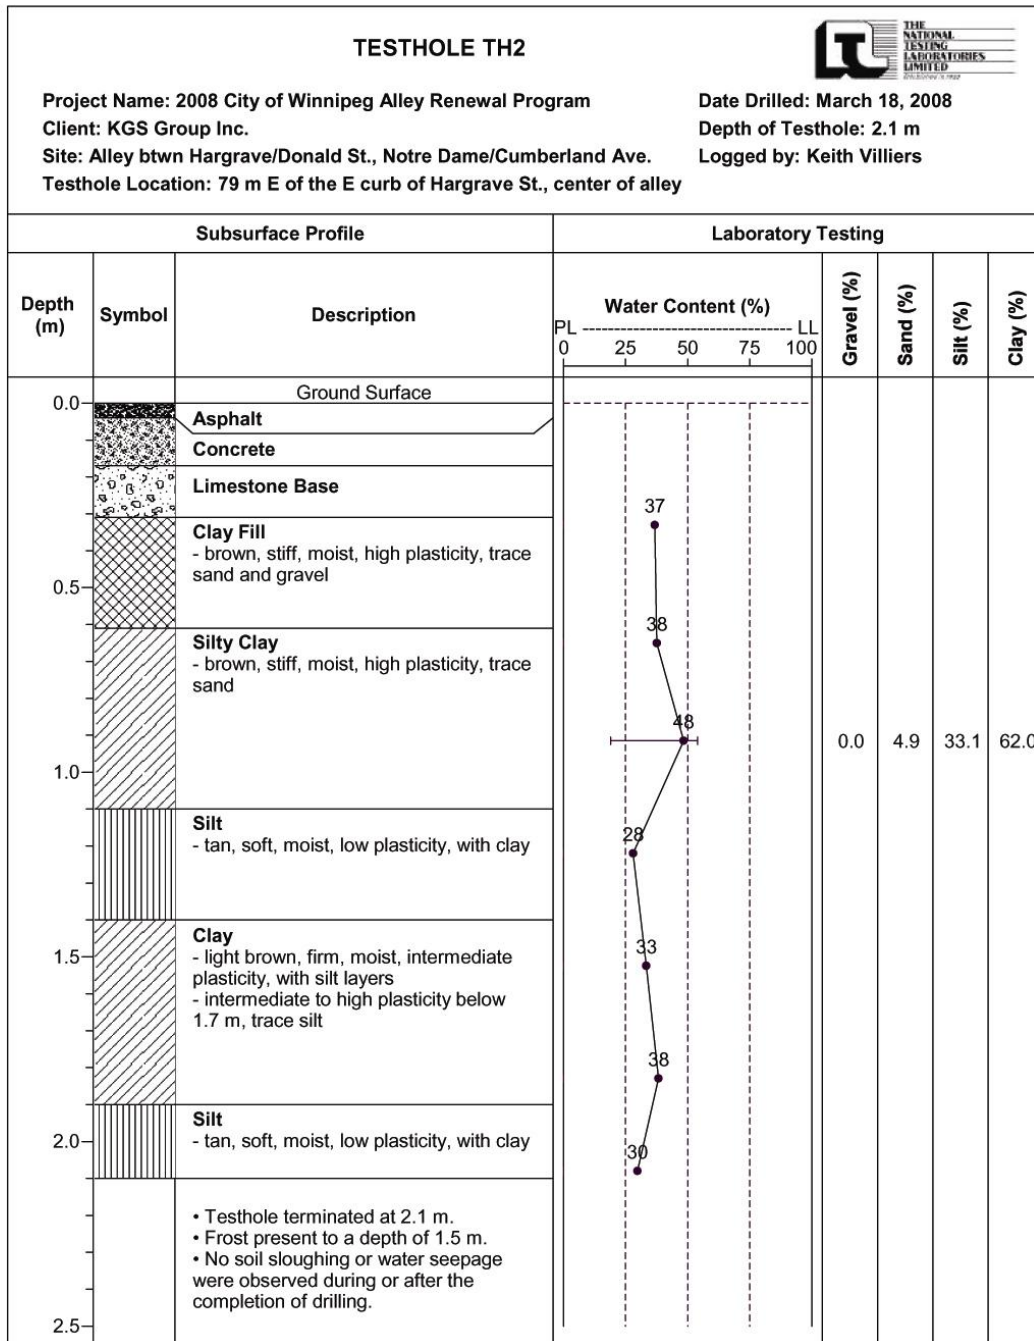 TESTHOLE TH2
THE
NATIONAL
TESTING
LABORATORIES
LIMITED
Project Name: 2008 City of Winnipeg Alley Renewal Program
Date Drilled: March 18, 2008
Client: KGS Group Inc.
Depth of Testhole: 2.1 m
Site: Alley btwn Hargrave/Donald St., Notre Dame/Cumberland Ave.
Logged by: Keith Villiers
Testhole Location: 79 m E of the E curb of Hargrave St., center of alley
Subsurface Profile
Laboratory Testing
Depth
(m)
Symbol
Description
Water Content (%)
PL ---------------------------------- LL
0 25 50 75 100
Gravel (%)
Sand (%)
Silt (%)
Clay (%)
Ground Surface
0.0
Asphalt
Concrete
Limestone Base
37
Clay Fill
- brown, stiff, moist, high plasticity, trace
sand and gravel
0.5
38
Silty Clay
- brown, stiff, moist, high plasticity, trace
sand
48
0.0 4.9 33.1 62.0
1.0
Silt
- tan, soft, moist, low plasticity, with clay
28
Clay
- light brown, firm, moist, intermediate
plasticity, with silt layers
- intermediate to high plasticity below
1.7 m, trace silt
33
1.5
38
Silt
- tan, soft, moist, low plasticity, with clay
2.0
30
• Testhole terminated at 2.1 m.
• Frost present to a depth of 1.5 m.
• No soil sloughing or water seepage
were observed during or after the
completion of drilling.
2.5